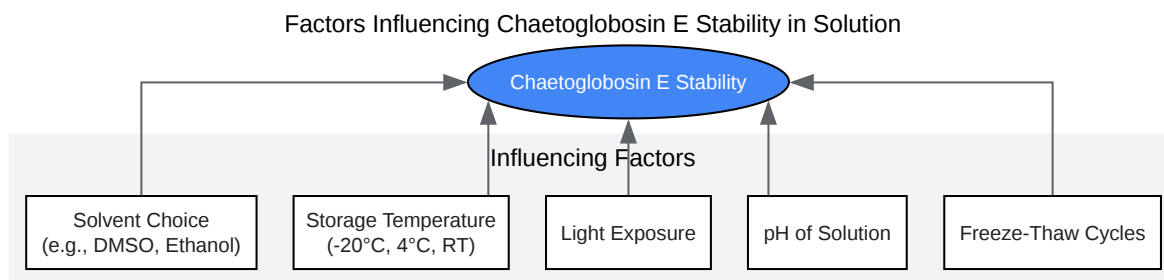 Factors Influencing Chaetoglobosin E Stability in Solution
Chaetoglobosin E Stability
Influencing Factors
Solvent Choice
(e.g., DMSO, Ethanol)
Storage Temperature
(-20°C, 4°C, RT)
Light Exposure
pH of Solution
Freeze-Thaw Cycles